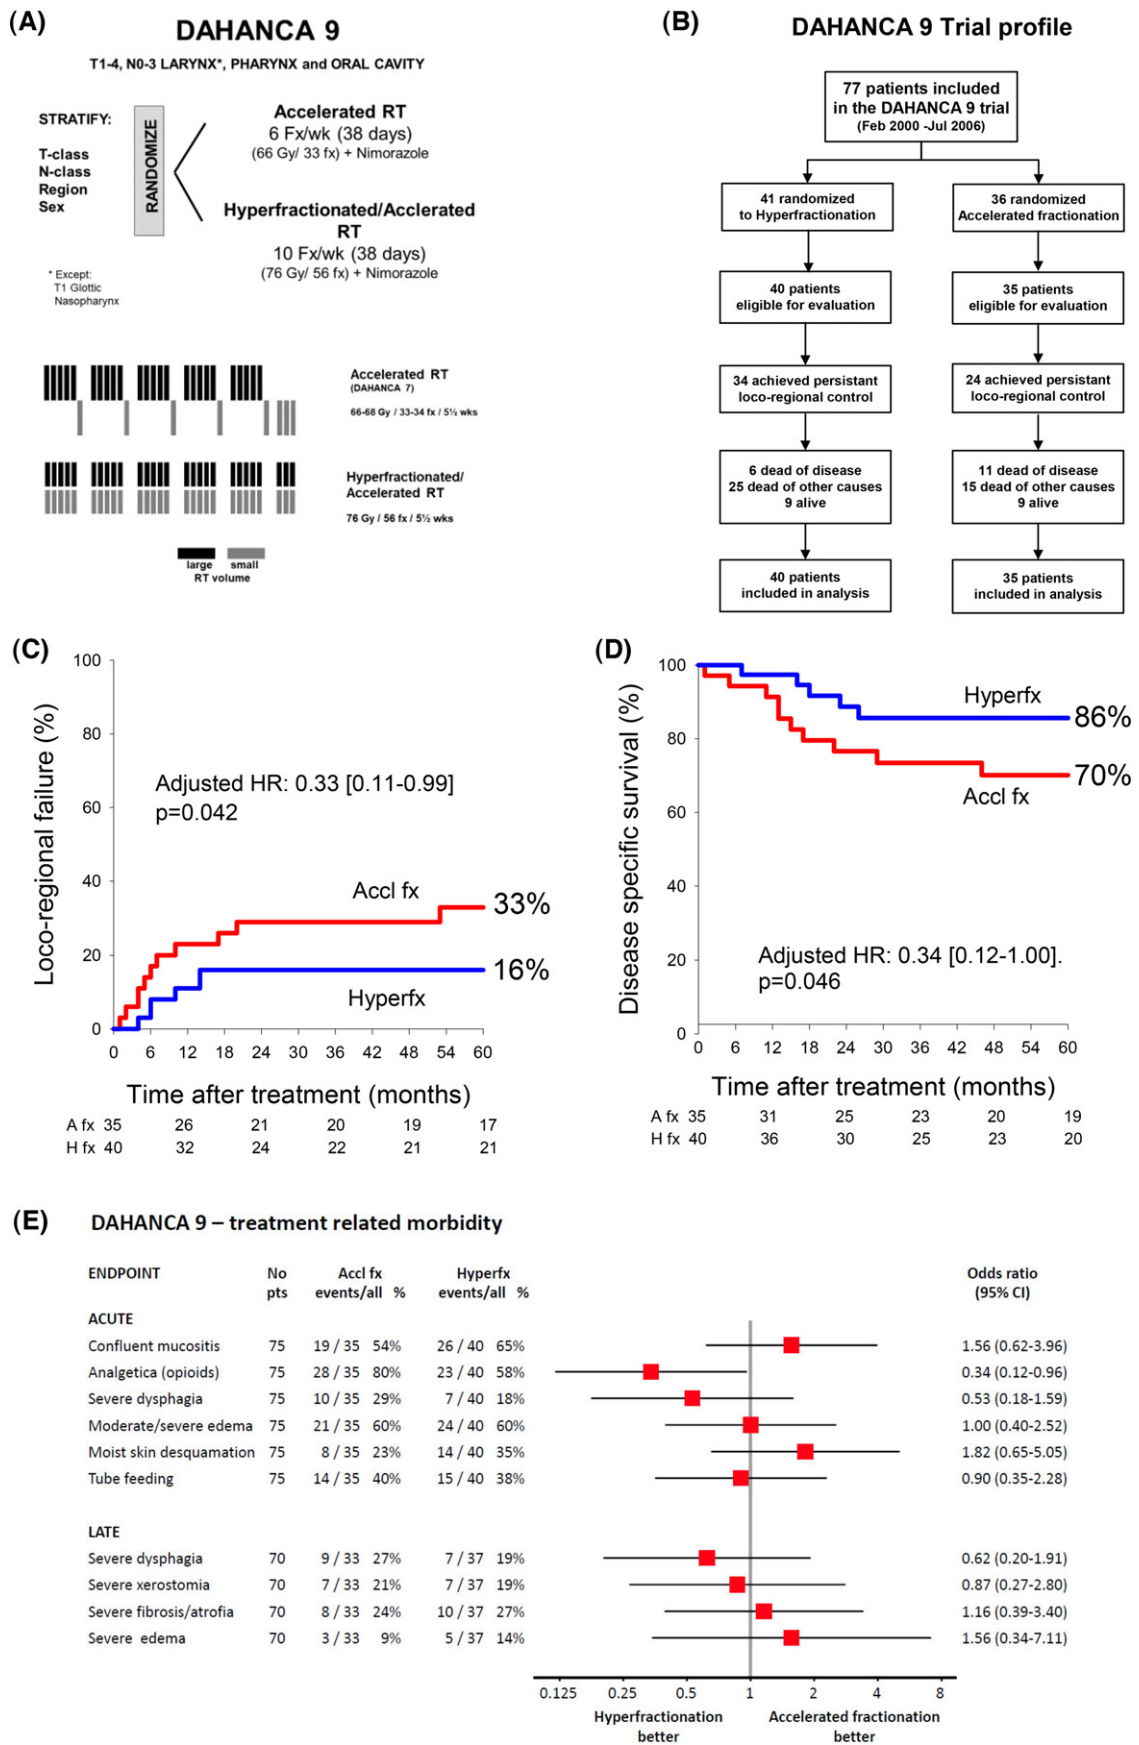 (A)
DAHANCA 9
T1-4, N0-3 LARYNX*, PHARYNX and ORAL CAVITY
STRATIFY:
T-class
N-class
Region
Sex
RANDOMIZE
Accelerated RT
6 Fx/wk (38 days)
(66 Gy/ 33 fx) + Nimorazole
Hyperfractionated/Acclerated
RT
10 Fx/wk (38 days)
(76 Gy/ 56 fx) + Nimorazole
* Except:
T1 Glottic
Nasopharynx
Accelerated RT
(DAHANCA 7)
66-68 Gy / 33-34 fx / 5½ wks
Hyperfractionated/
Accelerated RT
76 Gy / 56 fx / 5½ wks
large small
RT volume
(B)
DAHANCA 9 Trial profile
77 patients included
in the DAHANCA 9 trial
(Feb 2000 -Jul 2006)
41 randomized
to Hyperfractionation
36 randomized
Accelerated fractionation
40 patients
eligible for evaluation
35 patients
eligible for evaluation
34 achieved persistant
loco-regional control
24 achieved persistant
loco-regional control
6 dead of disease
25 dead of other causes
9 alive
11 dead of disease
15 dead of other causes
9 alive
40 patients
included in analysis
35 patients
included in analysis
(C)
Loco-regional failure (%)
100
80
60
40
20
0
Adjusted HR: 0.33 [0.11-0.99]
p=0.042
Accl fx
33%
16%
Hyperfx
0 6 12 18 24 30 36 42 48 54 60
Time after treatment (months)
A fx 35 26 21 20 19 17
H fx 40 32 24 22 21 21
(D)
Disease specific survival (%)
100
80
60
40
20
0
Hyperfx
86%
70%
Accl fx
Adjusted HR: 0.34 [0.12-1.00].
p=0.046
0 6 12 18 24 30 36 42 48 54 60
Time after treatment (months)
A fx 35 31 25 23 20 19
H fx 40 36 30 25 23 20
(E)
DAHANCA 9 – treatment related morbidity
ENDPOINT No Accl fx Hyperfx Odds ratio
pts events/all % events/all % (95% CI)
ACUTE
Confluent mucositis 75 19 / 35 54% 26 / 40 65% 1.56 (0.62-3.96)
Analgetica (opioids) 75 28 / 35 80% 23 / 40 58% 0.34 (0.12-0.96)
Severe dysphagia 75 10 / 35 29% 7 / 40 18% 0.53 (0.18-1.59)
Moderate/severe edema 75 21 / 35 60% 24 / 40 60% 1.00 (0.40-2.52)
Moist skin desquamation 75 8 / 35 23% 14 / 40 35% 1.82 (0.65-5.05)
Tube feeding 75 14 / 35 40% 15 / 40 38% 0.90 (0.35-2.28)
LATE
Severe dysphagia 70 9 / 33 27% 7 / 37 19% 0.62 (0.20-1.91)
Severe xerostomia 70 7 / 33 21% 7 / 37 19% 0.87 (0.27-2.80)
Severe fibrosis/atrofia 70 8 / 33 24% 10 / 37 27% 1.16 (0.39-3.40)
Severe edema 70 3 / 33 9% 5 / 37 14% 1.56 (0.34-7.11)
0.125 0.25 0.5 1 2 4 8
Hyperfractionation Accelerated fractionation
better better